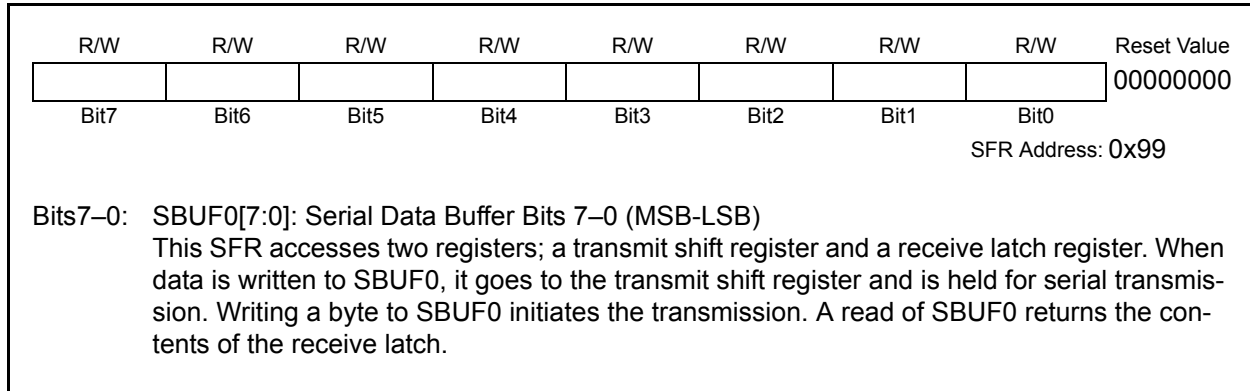 R/W R/W R/W R/W R/W R/W R/W R/W Reset Value
00000000
Bit7 Bit6 Bit5 Bit4 Bit3 Bit2 Bit1 Bit0
SFR Address: 0x99
Bits7–0: SBUF0[7:0]: Serial Data Buffer Bits 7–0 (MSB-LSB)
This SFR accesses two registers; a transmit shift register and a receive latch register. When
data is written to SBUF0, it goes to the transmit shift register and is held for serial transmis-
sion. Writing a byte to SBUF0 initiates the transmission. A read of SBUF0 returns the con-
tents of the receive latch.